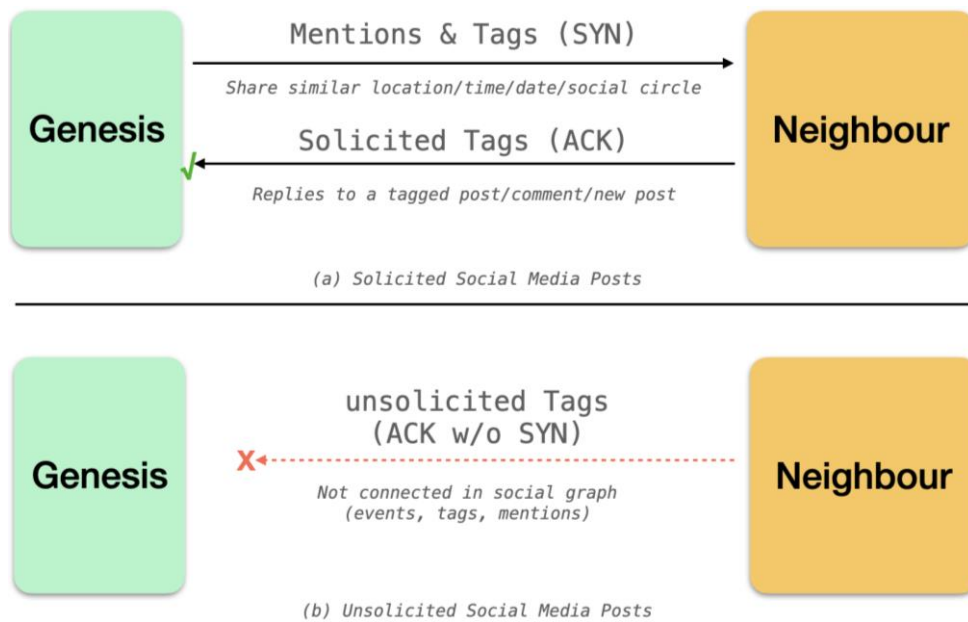 Mentions & Tags (SYN)
Share similar location/time/date/social circle
Genesis
Neighbour
Solicited Tags (ACK)
√
Replies to a tagged post/comment/new post
(a) Solicited Social Media Posts
unsolicited Tags
(ACK w/o SYN)
X
Genesis
Neighbour
Not connected in social graph
(events, tags, mentions)
(b) Unsolicited Social Media Posts